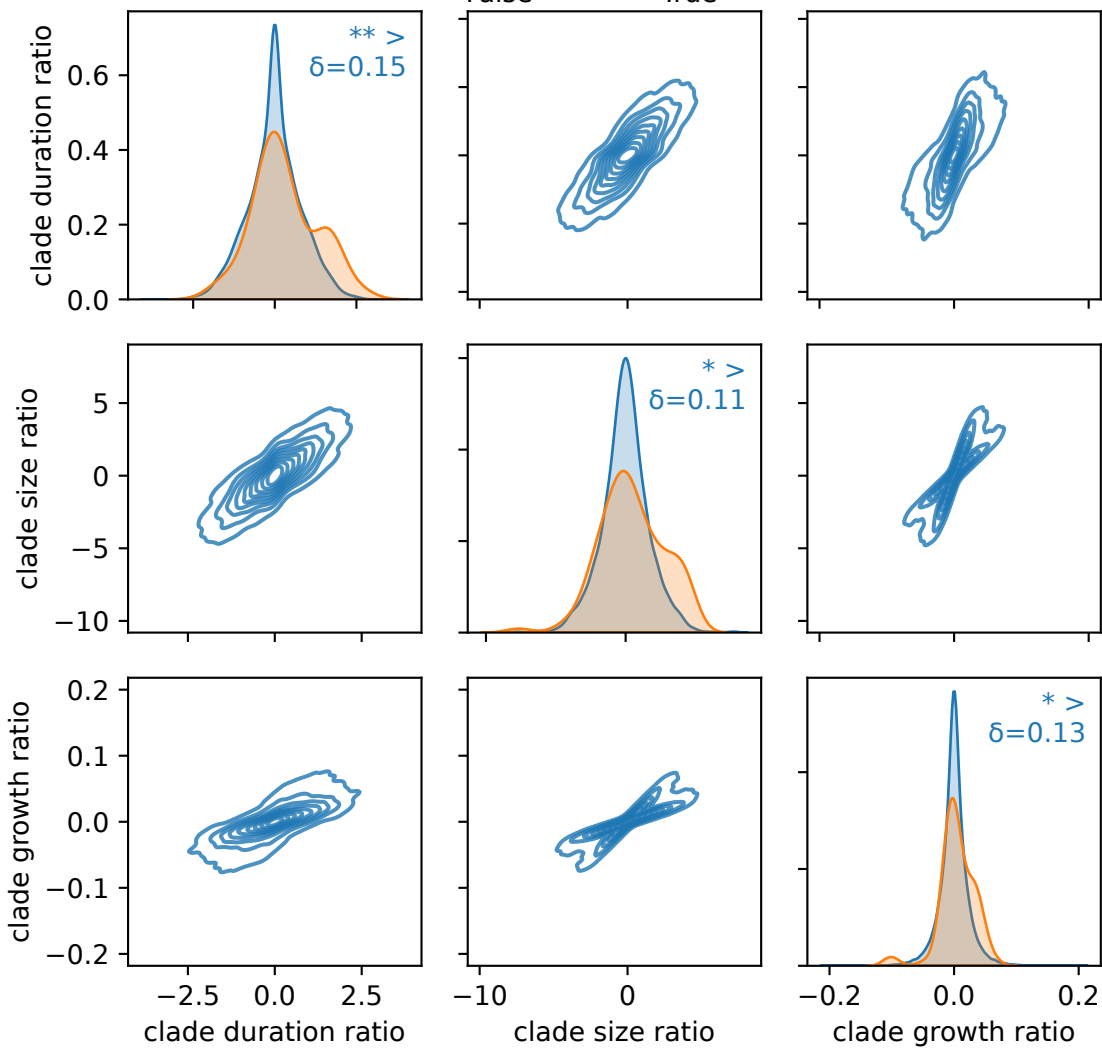 True
clade duration ratio
0.6
0.4
0.2
0.0
** >
δ=0.15
clade size ratio
5
0
−5
−10
* >
δ=0.11
clade growth ratio
0.2
0.1
0.0
−0.1
−0.2
* >
δ=0.13
−2.5
0.0
2.5
−10
0
−0.2
0.0
0.2
clade duration ratio
clade size ratio
clade growth ratio